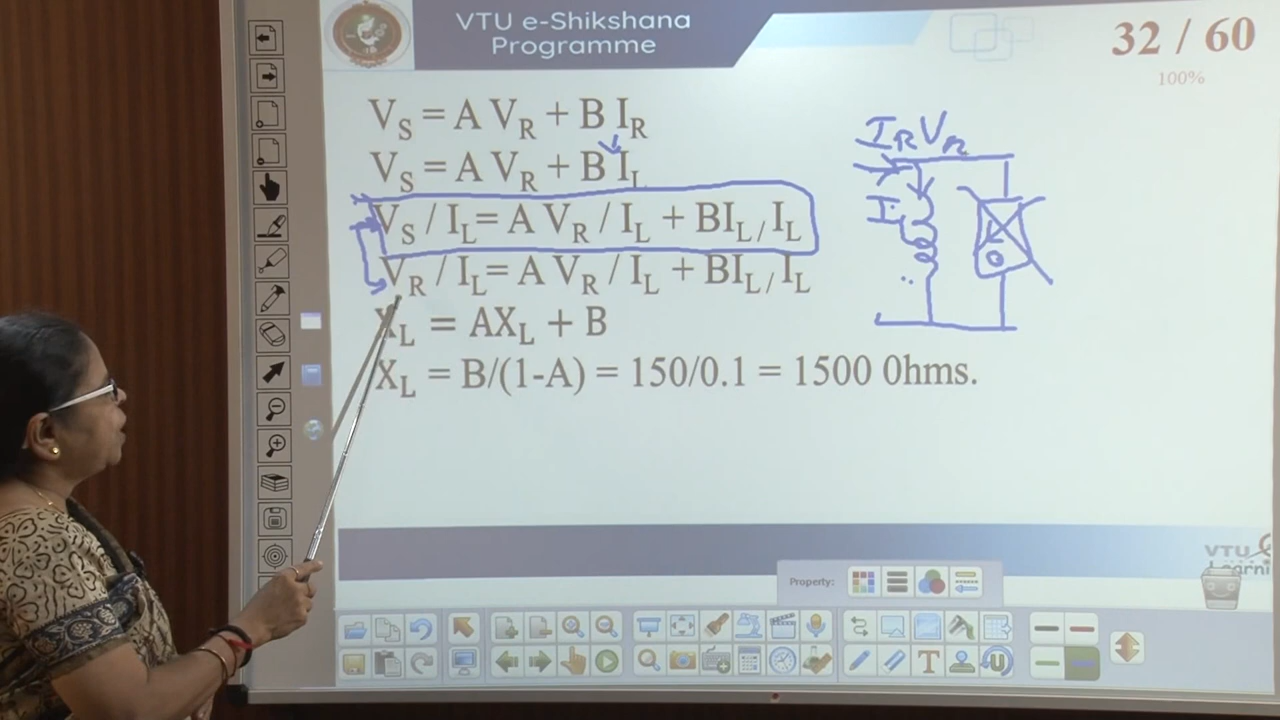 VTU e-Shikshana
Programme
32 / 60
100%
V_S = A V_R + B I_R
V_S = A V_R + B I_L
V_S / I_L= A V_R / I_L + BI_L / I_L
V_R / I_L= A V_R / I_L + BI_L / I_L
X_L = AX_L + B
X_L = B/(1-A) = 150/0.1 = 1500 0hms.
I_R V_R
VTU
Property: